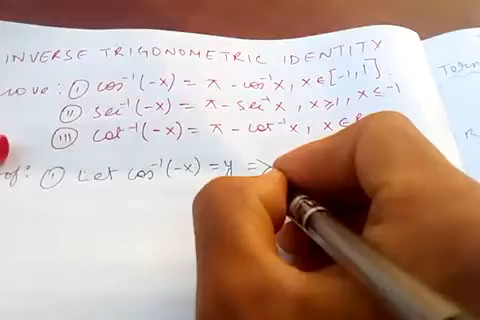 INVERSE TRIGONOMETRIC IDENTITY
rove: (i) cos⁻¹(-x) = π - cos⁻¹x, x∈[-1,1].
(ii) sec⁻¹(-x) = π - sec⁻¹x, x≥1, x≤-1
(iii) cot⁻¹(-x) = π - cot⁻¹x, x∈
of: (i) Let cos⁻¹(-x) = y =>